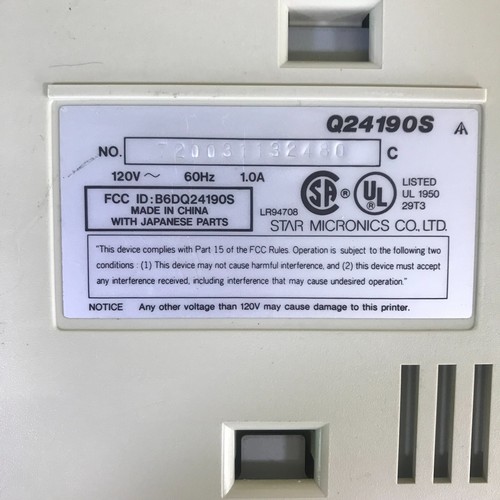 Q24190S
NO. C
120V ~ 60Hz 1.0A
FCC ID: B6DQ24190S
MADE IN CHINA
WITH JAPANESE PARTS
LR94708
SA ®
UL ®
LISTED
UL 1950
29T3
STAR MICRONICS CO., LTD.
"This device complies with Part 15 of the FCC Rules. Operation is subject to the following two
conditions : (1) This device may not cause harmful interference, and (2) this device must accept
any interference received, including interference that may cause undesired operation."
NOTICE Any other voltage than 120V may cause damage to this printer.